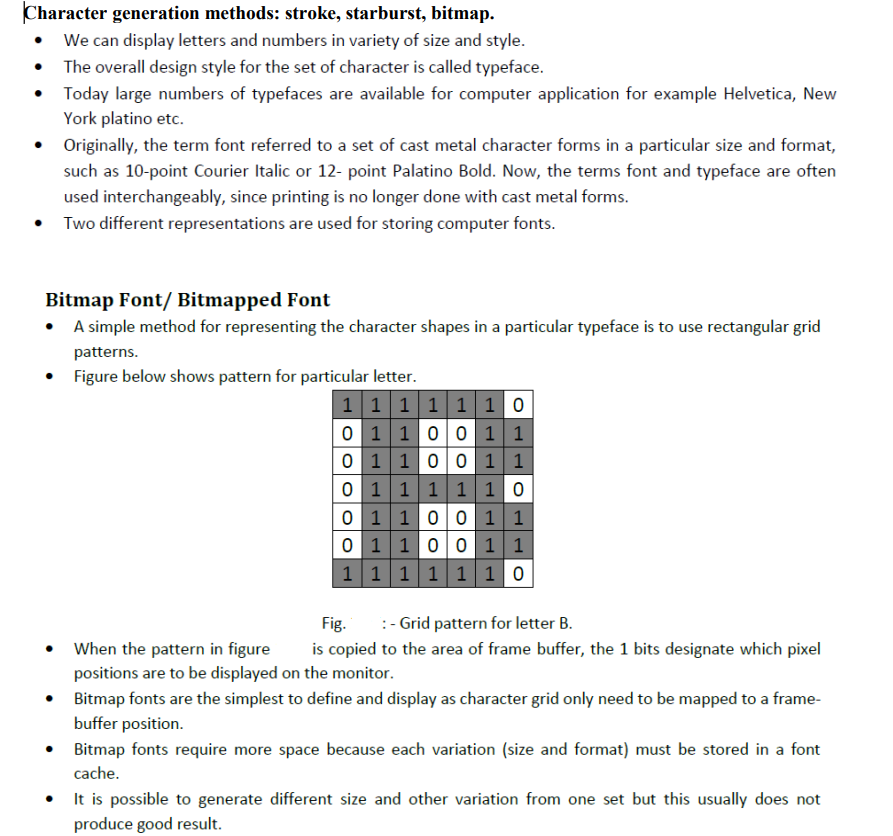 Character generation methods: stroke, starburst, bitmap.
• We can display letters and numbers in variety of size and style.
• The overall design style for the set of character is called typeface.
• Today large numbers of typefaces are available for computer application for example Helvetica, New
York platino etc.
• Originally, the term font referred to a set of cast metal character forms in a particular size and format,
such as 10-point Courier Italic or 12- point Palatino Bold. Now, the terms font and typeface are often
used interchangeably, since printing is no longer done with cast metal forms.
• Two different representations are used for storing computer fonts.
Bitmap Font/ Bitmapped Font
• A simple method for representing the character shapes in a particular typeface is to use rectangular grid
patterns.
• Figure below shows pattern for particular letter.
1 1 1 1 1 1 0
0 1 1 0 0 1 1
0 1 1 0 0 1 1
0 1 1 1 1 1 0
0 1 1 0 0 1 1
0 1 1 0 0 1 1
1 1 1 1 1 1 0
Fig. : - Grid pattern for letter B.
• When the pattern in figure is copied to the area of frame buffer, the 1 bits designate which pixel
positions are to be displayed on the monitor.
• Bitmap fonts are the simplest to define and display as character grid only need to be mapped to a frame-
buffer position.
• Bitmap fonts require more space because each variation (size and format) must be stored in a font
cache.
• It is possible to generate different size and other variation from one set but this usually does not
produce good result.